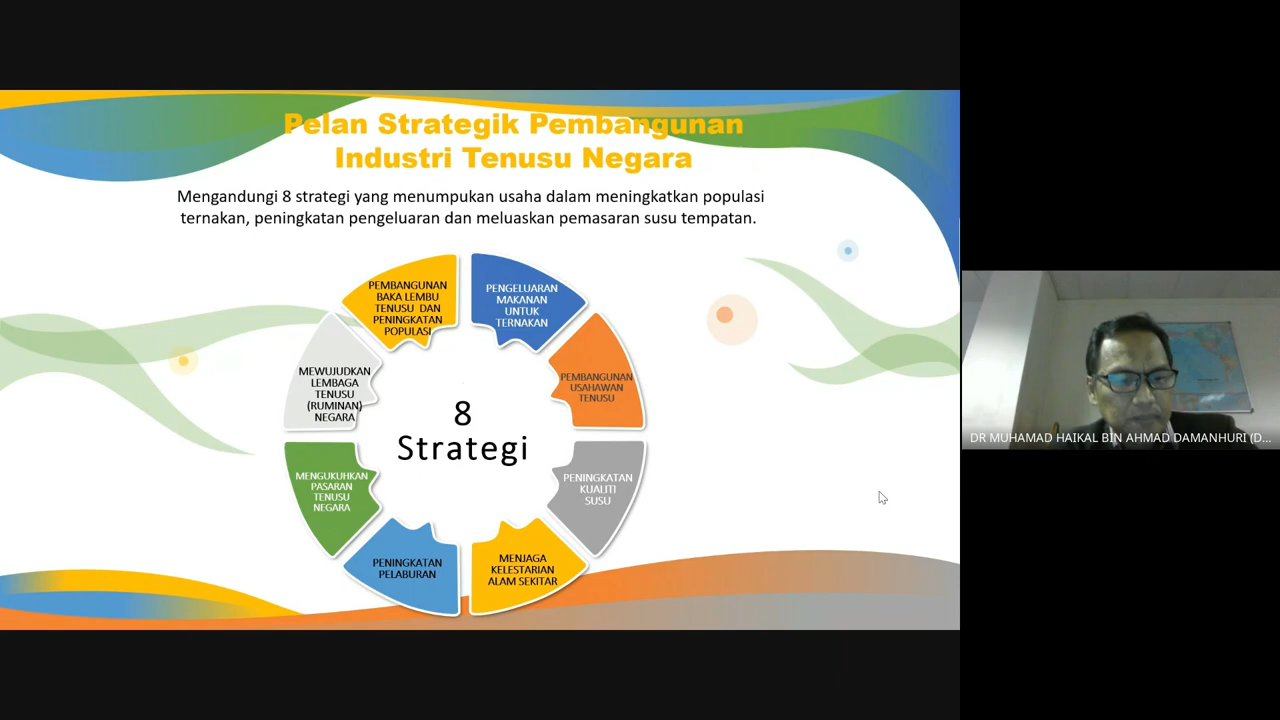 Pelan Strategik Pembangunan
Industri Tenusu Negara
Mengandungi 8 strategi yang menumpukan usaha dalam meningkatkan populasi
ternakan, peningkatan pengeluaran dan meluaskan pemasaran susu tempatan.
PEMBANGUNAN
BAKA LEMBU
TENUSU DAN
PENINGKATAN
POPULASI
PENGELUARAN
MAKANAN
UNTUK
TERNAKAN
PEMBANGUNAN
USAHAWAN
TENUSU
PENINGKATAN
KUALITI
SUSU
MENJAGA
KELESTARIAN
ALAM SEKITAR
PENINGKATAN
PELABURAN
MENGUKUHKAN
PASARAN
TENUSU
NEGARA
MEWUJUDKAN
LEMBAGA
TENUSU
(RUMINAN)
NEGARA
8
Strategi
DR MUHAMAD HAIKAL BIN AHMAD DAMANHURI (D...